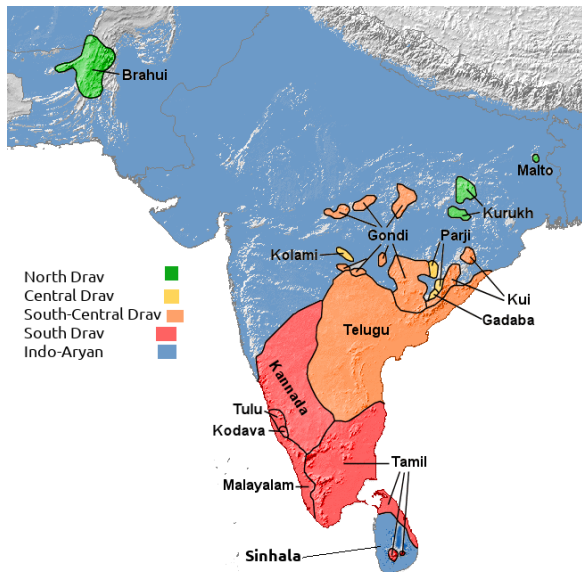 Brahui
Malto
Kurukh
Gondi
Parji
Kolami
North Drav
Central Drav
South-Central Drav
South Drav
Indo-Aryan
Kui
Gadaba
Telugu
Kannada
Tulu
Kodava
Tamil
Malayalam
Sinhala